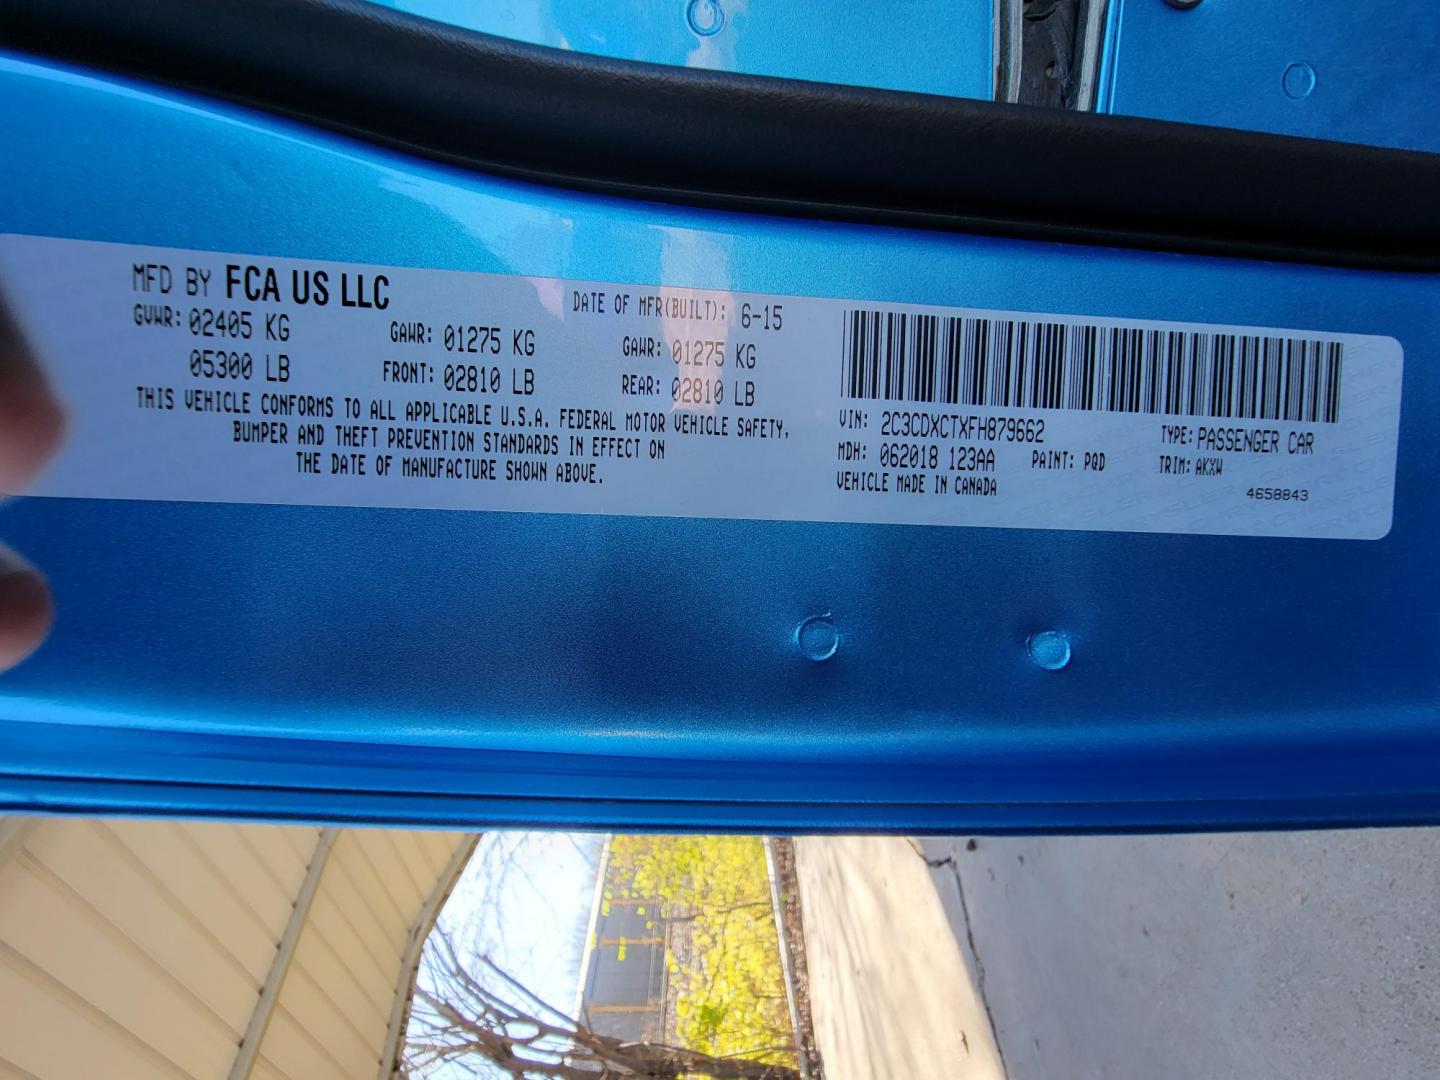 MFD BY FCA US LLC
DATE OF MFR(BUILT): 6-15
GVWR: 02405 KG GAWR: 01275 KG GAWR: 01275 KG
05300 LB FRONT: 02810 LB REAR: 02810 LB
THIS VEHICLE CONFORMS TO ALL APPLICABLE U.S.A. FEDERAL MOTOR VEHICLE SAFETY,
BUMPER AND THEFT PREVENTION STANDARDS IN EFFECT ON
THE DATE OF MANUFACTURE SHOWN ABOVE.
VIN: 2C3CDXCTXFH879662 TYPE: PASSENGER CAR
MDH: 062018 123AA PAINT: PQD TRIM: AKXW
VEHICLE MADE IN CANADA 4658843